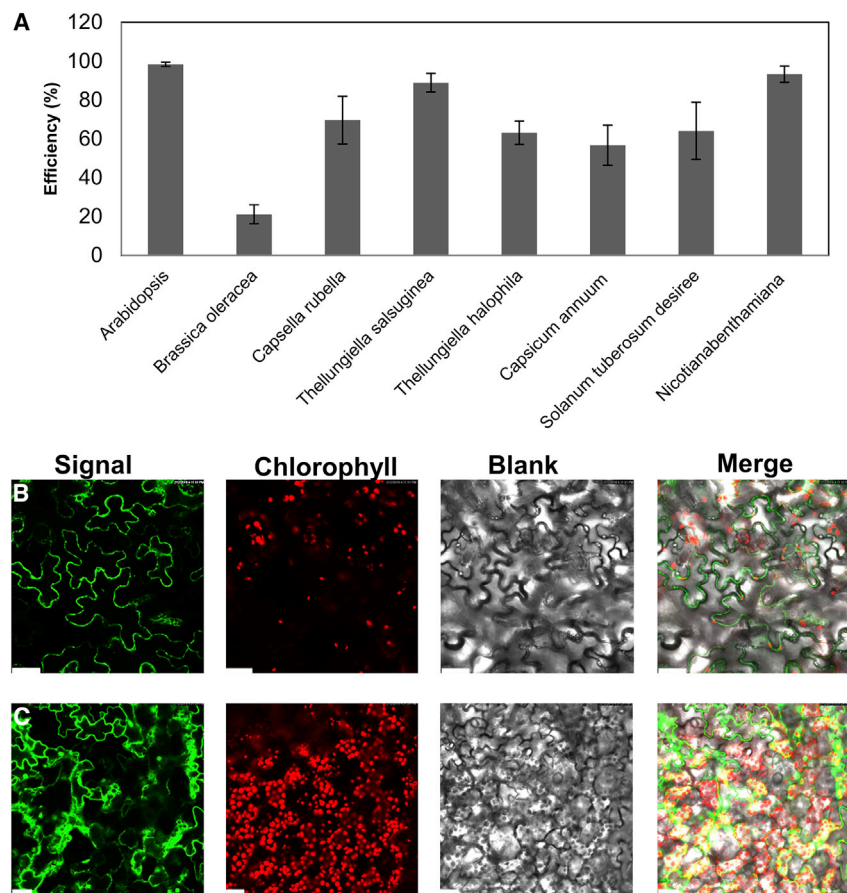 A
120
100
80
60
40
20
0
Efficiency (%)
Arabidopsis
Brassica oleracea
Capsella rubella
Thellungiella salsuginea
Thellungiella halophila
Capsicum annuum
Solanum tuberosum desiree
Nicotianabenthamiana
Signal Chlorophyll Blank Merge
B
C